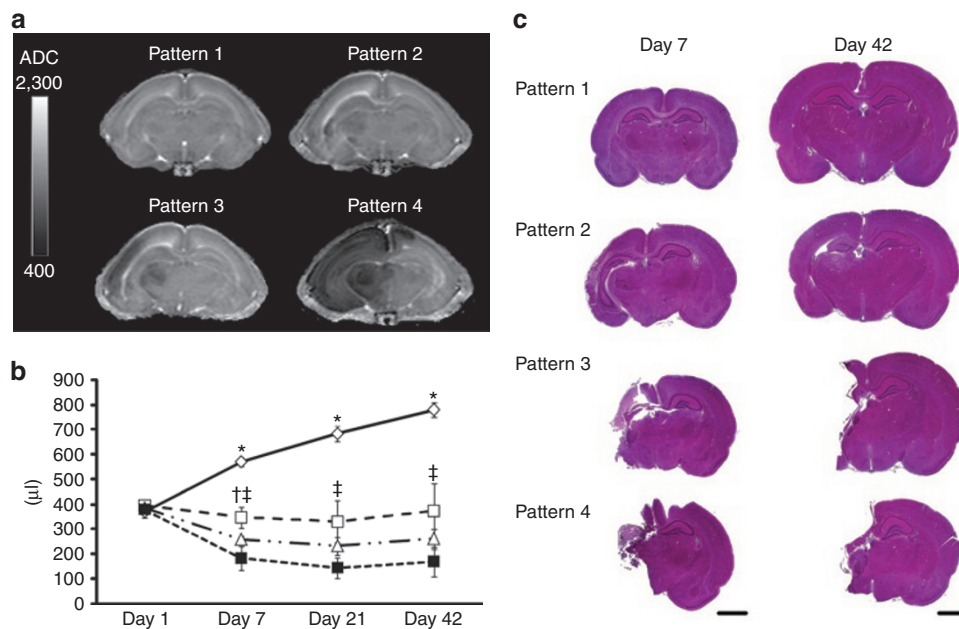 a
ADC
2,300
400
Pattern 1
Pattern 2
Pattern 3
Pattern 4
b
900
800
700
600
500
400
300
200
100
0
(µl)
*
*
*
†‡
‡
‡
Day 1
Day 7
Day 21
Day 42
c
Day 7
Day 42
Pattern 1
Pattern 2
Pattern 3
Pattern 4